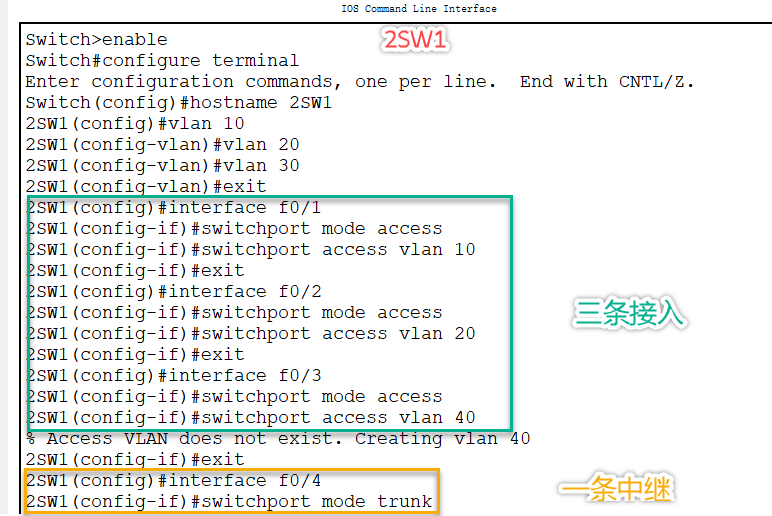 IOS Command Line Interface
Switch>enable
2SW1
Switch#configure terminal
Enter configuration commands, one per line.  End with CNTL/Z.
Switch(config)#hostname 2SW1
2SW1(config)#vlan 10
2SW1(config-vlan)#vlan 20
2SW1(config-vlan)#vlan 30
2SW1(config-vlan)#exit
2SW1(config)#interface f0/1
2SW1(config-if)#switchport mode access
2SW1(config-if)#switchport access vlan 10
2SW1(config-if)#exit
2SW1(config)#interface f0/2
2SW1(config-if)#switchport mode access
2SW1(config-if)#switchport access vlan 20
2SW1(config-if)#exit
2SW1(config)#interface f0/3
2SW1(config-if)#switchport mode access
2SW1(config-if)#switchport access vlan 40
三条接入
% Access VLAN does not exist. Creating vlan 40
2SW1(config-if)#exit
2SW1(config)#interface f0/4
2SW1(config-if)#switchport mode trunk
一条中继